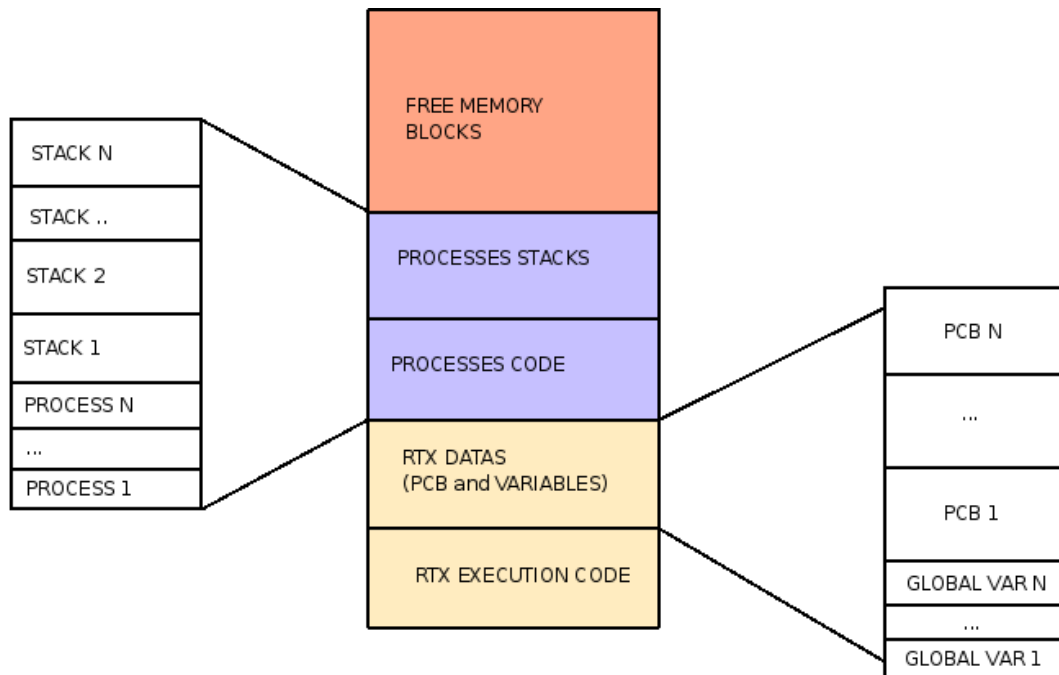 STACK N
STACK ..
STACK 2
STACK 1
PROCESS N
...
PROCESS 1
FREE MEMORY
BLOCKS
PROCESSES STACKS
PROCESSES CODE
RTX DATAS
(PCB and VARIABLES)
RTX EXECUTION CODE
PCB N
...
PCB 1
GLOBAL VAR N
...
GLOBAL VAR 1